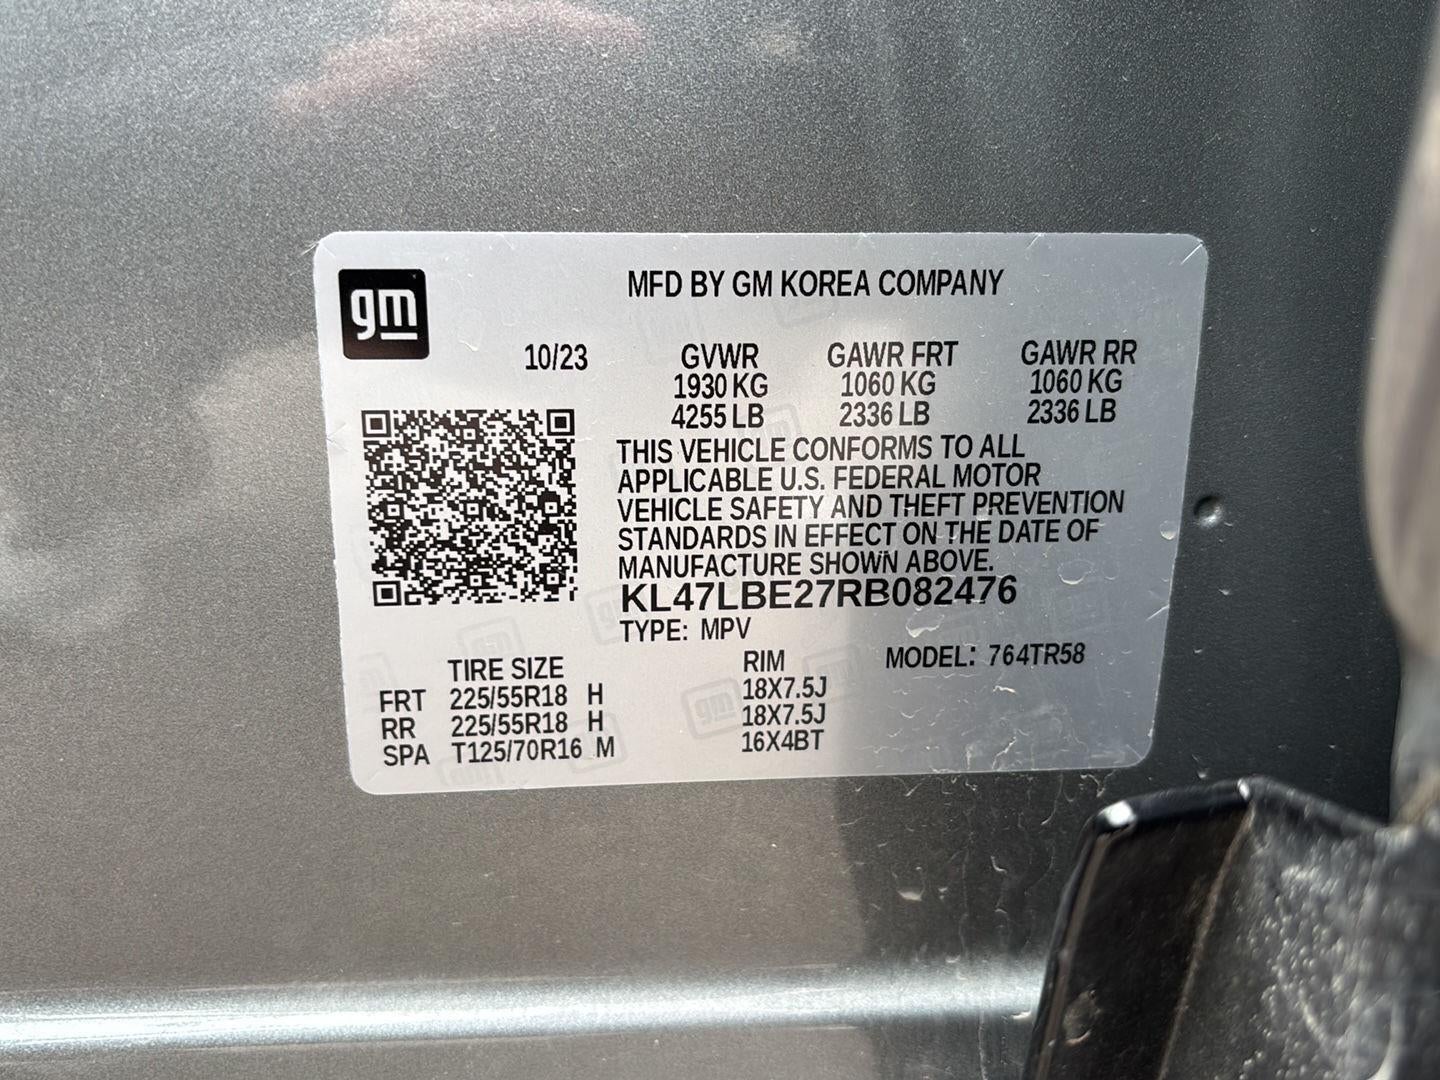 gm
MFD BY GM KOREA COMPANY
10/23 GVWR GAWR FRT GAWR RR
1930 KG 1060 KG 1060 KG
4255 LB 2336 LB 2336 LB
THIS VEHICLE CONFORMS TO ALL
APPLICABLE U.S. FEDERAL MOTOR
VEHICLE SAFETY AND THEFT PREVENTION
STANDARDS IN EFFECT ON THE DATE OF
MANUFACTURE SHOWN ABOVE.
KL47LBE27RB082476
TYPE: MPV
MODEL: 764TR58
TIRE SIZE RIM
FRT 225/55R18 H 18X7.5J
RR 225/55R18 H 18X7.5J
SPA T125/70R16 M 16X4BT